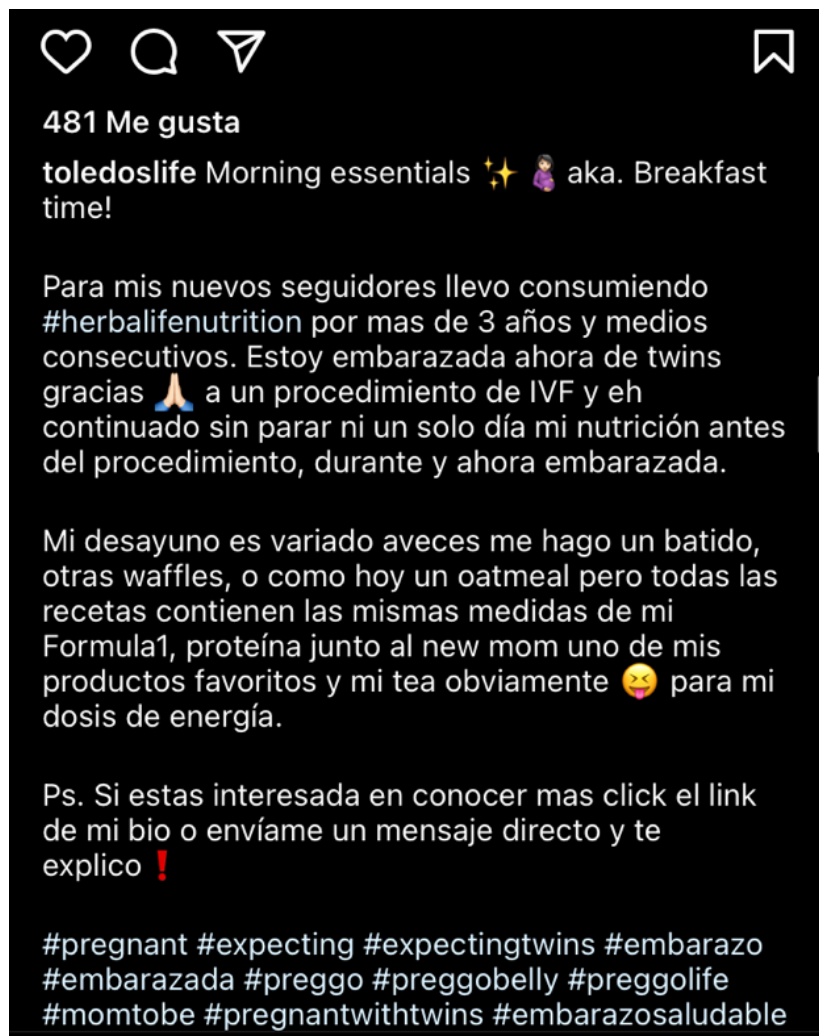 481 Me gusta
toledoslife Morning essentials ✨ 🤰🏻 aka. Breakfast
time!
Para mis nuevos seguidores llevo consumiendo
#herbalifenutrition por mas de 3 años y medios
consecutivos. Estoy embarazada ahora de twins
gracias 🙏🏻 a un procedimiento de IVF y eh
continuado sin parar ni un solo día mi nutrición antes
del procedimiento, durante y ahora embarazada.
Mi desayuno es variado aveces me hago un batido,
otras waffles, o como hoy un oatmeal pero todas las
recetas contienen las mismas medidas de mi
Formula1, proteína junto al new mom uno de mis
productos favoritos y mi tea obviamente 😝 para mi
dosis de energía.
Ps. Si estas interesada en conocer mas click el link
de mi bio o envíame un mensaje directo y te
explico❗
#pregnant #expecting #expectingtwins #embarazo
#embarazada #preggo #preggobelly #preggolife
#momtobe #pregnantwithtwins #embarazosaludable